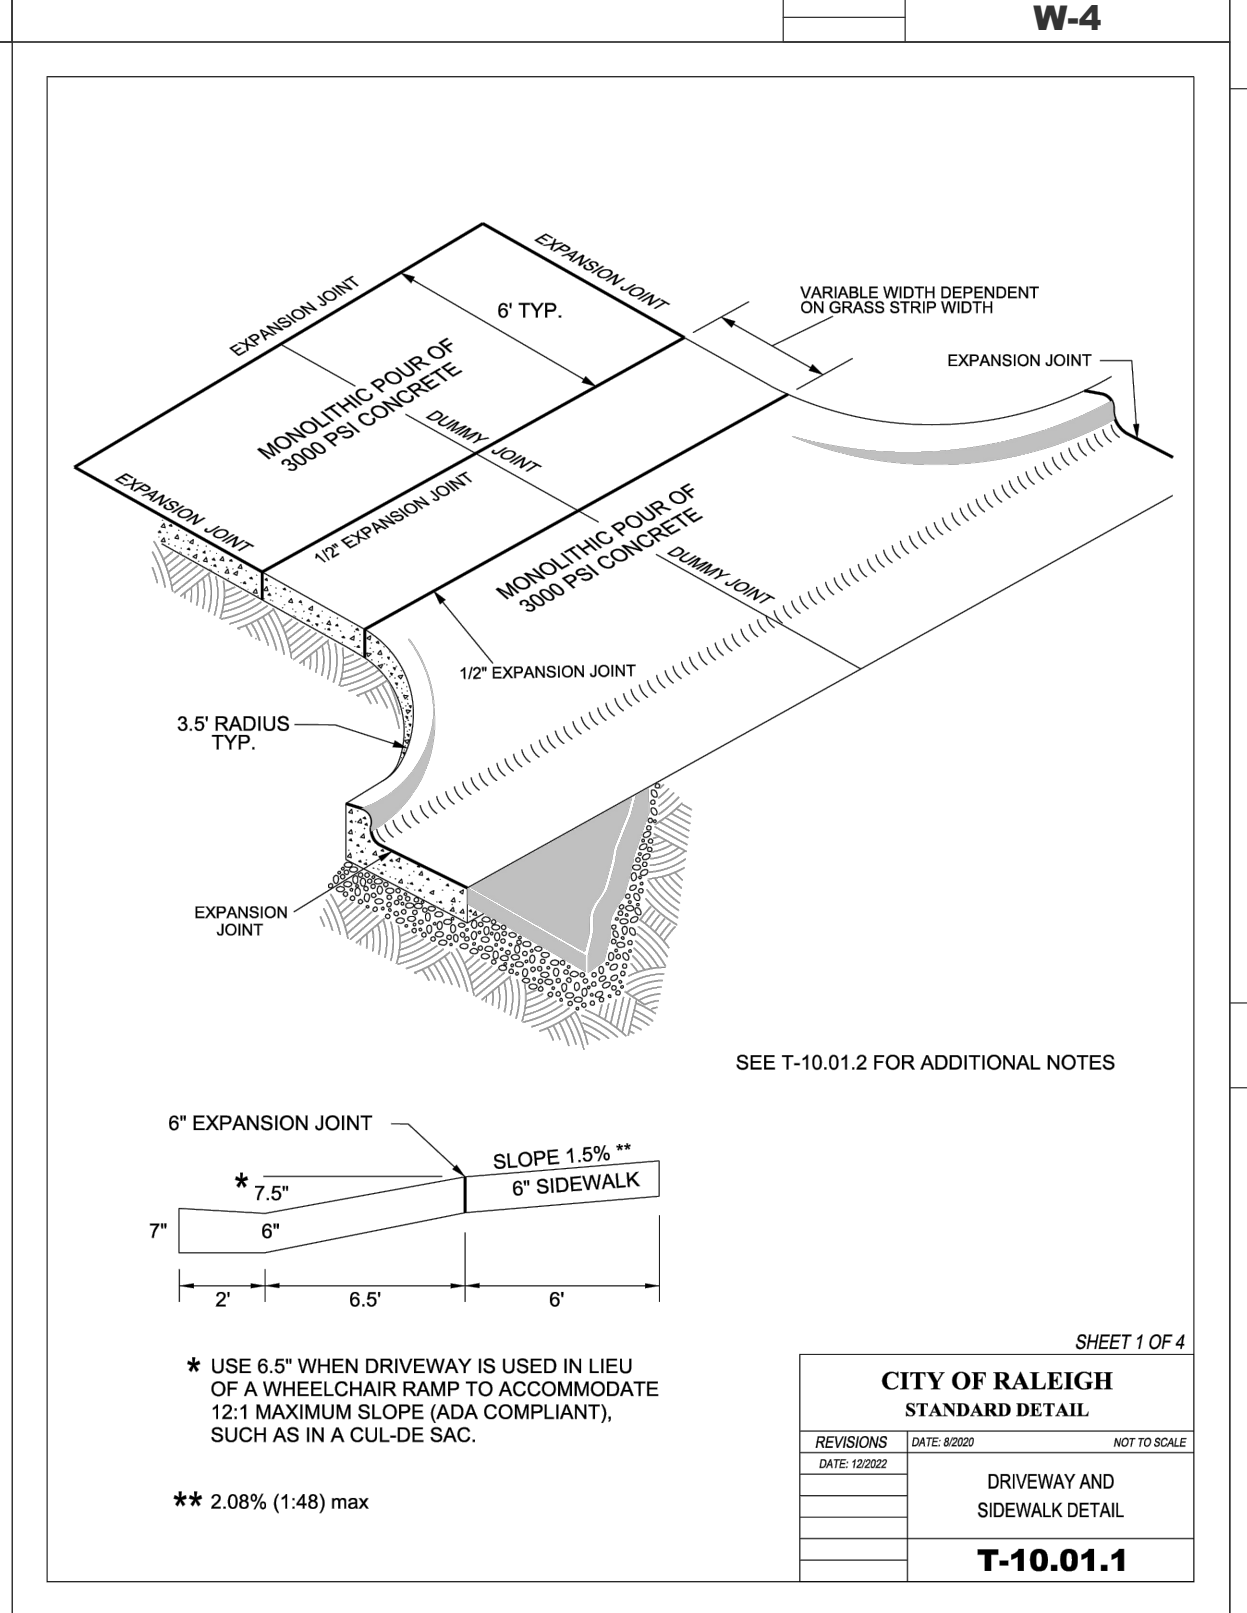 W-4
EXPANSION JOINT
EXPANSION JOINT
6' TYP.
VARIABLE WIDTH DEPENDENT
ON GRASS STRIP WIDTH
EXPANSION JOINT
MONOLITHIC POUR OF
3000 PSI CONCRETE
DUMMY JOINT
EXPANSION JOINT
1/2" EXPANSION JOINT
MONOLITHIC POUR OF
3000 PSI CONCRETE
DUMMY JOINT
1/2" EXPANSION JOINT
3.5' RADIUS
TYP.
EXPANSION
JOINT
SEE T-10.01.2 FOR ADDITIONAL NOTES
6" EXPANSION JOINT
SLOPE 1.5% **
* 7.5"
6" SIDEWALK
7"
6"
2'
6.5'
6'
* USE 6.5" WHEN DRIVEWAY IS USED IN LIEU
OF A WHEELCHAIR RAMP TO ACCOMMODATE
12:1 MAXIMUM SLOPE (ADA COMPLIANT),
SUCH AS IN A CUL-DE SAC.
** 2.08% (1:48) max
SHEET 1 OF 4
CITY OF RALEIGH
STANDARD DETAIL
REVISIONS
DATE: 8/2020
NOT TO SCALE
DATE: 12/2022
DRIVEWAY AND
SIDEWALK DETAIL
T-10.01.1